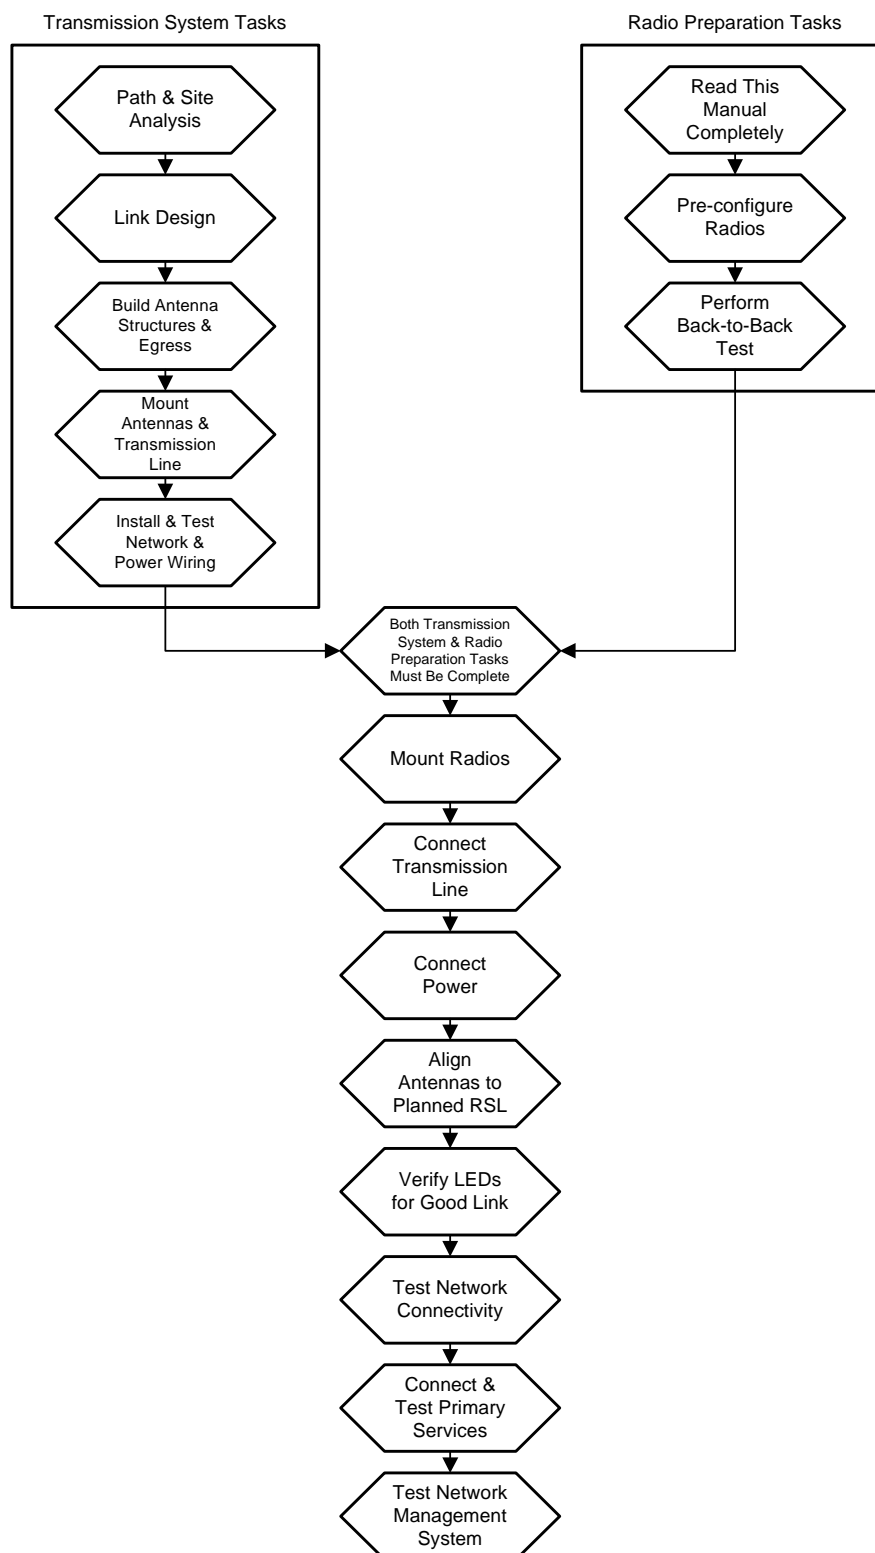 Transmission System Tasks
Path & Site
Analysis
Link Design
Build Antenna
Structures &
Egress
Mount
Antennas &
Transmission
Line
Install & Test
Network &
Power Wiring
Radio Preparation Tasks
Read This
Manual
Completely
Pre-configure
Radios
Perform
Back-to-Back
Test
Both Transmission
System & Radio
Preparation Tasks
Must Be Complete
Mount Radios
Connect
Transmission
Line
Connect
Power
Align
Antennas to
Planned RSL
Verify LEDs
for Good Link
Test Network
Connectivity
Connect &
Test Primary
Services
Test Network
Management
System